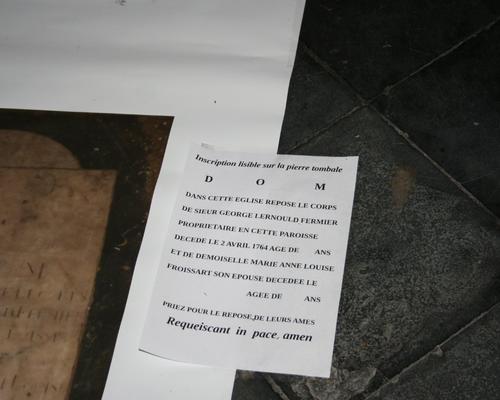 Inscription lisible sur la pierre tombale
D O M
DANS CETTE EGLISE REPOSE LE CORPS
DE SIEUR GEORGE LERNOULD FERMIER
PROPRIETAIRE EN CETTE PAROISSE
DECEDE LE 2 AVRIL 1764 AGE DE ANS
ET DE DEMOISELLE MARIE ANNE LOUISE
FROISSART SON EPOUSE DECEDEE LE
AGEE DE ANS
PRIEZ POUR LE REPOSE,DE LEURS AMES
Requeiscant in pace, amen